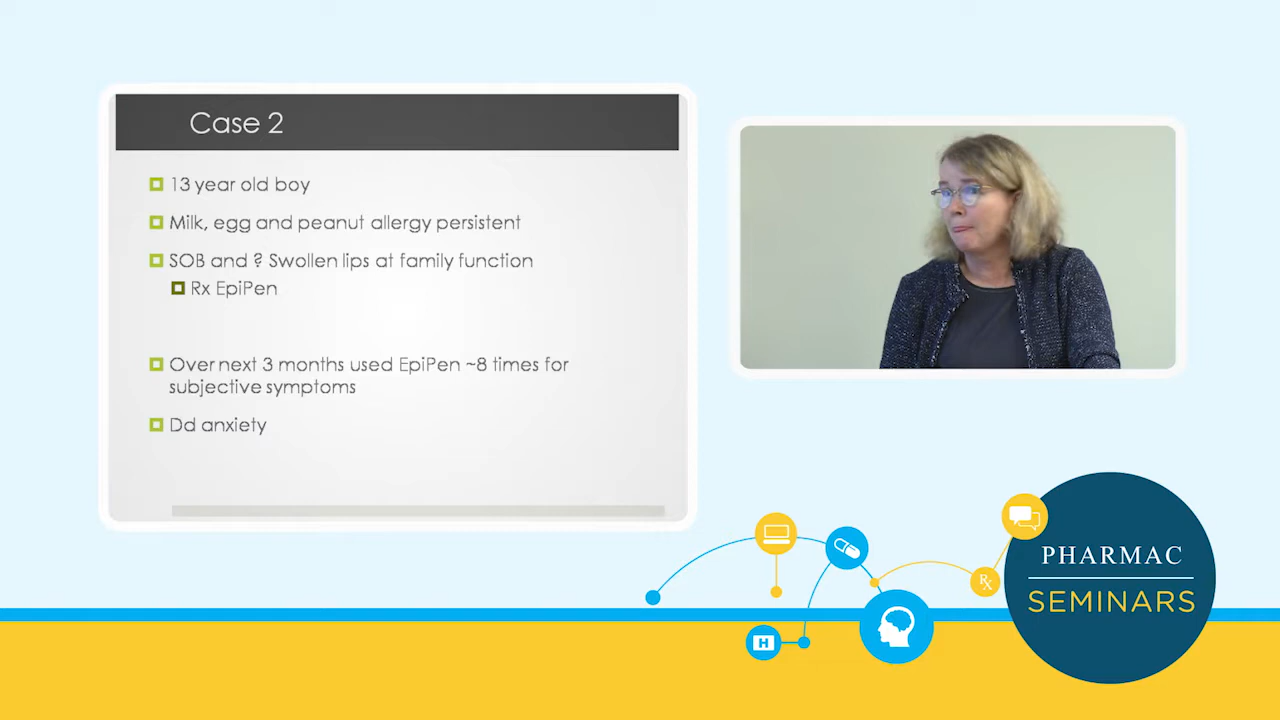 Case 2
13 year old boy
Milk, egg and peanut allergy persistent
SOB and ? Swollen lips at family function
Rx EpiPen
Over next 3 months used EpiPen ~8 times for
subjective symptoms
Dd anxiety
H
Rx
PHARMAC
SEMINARS